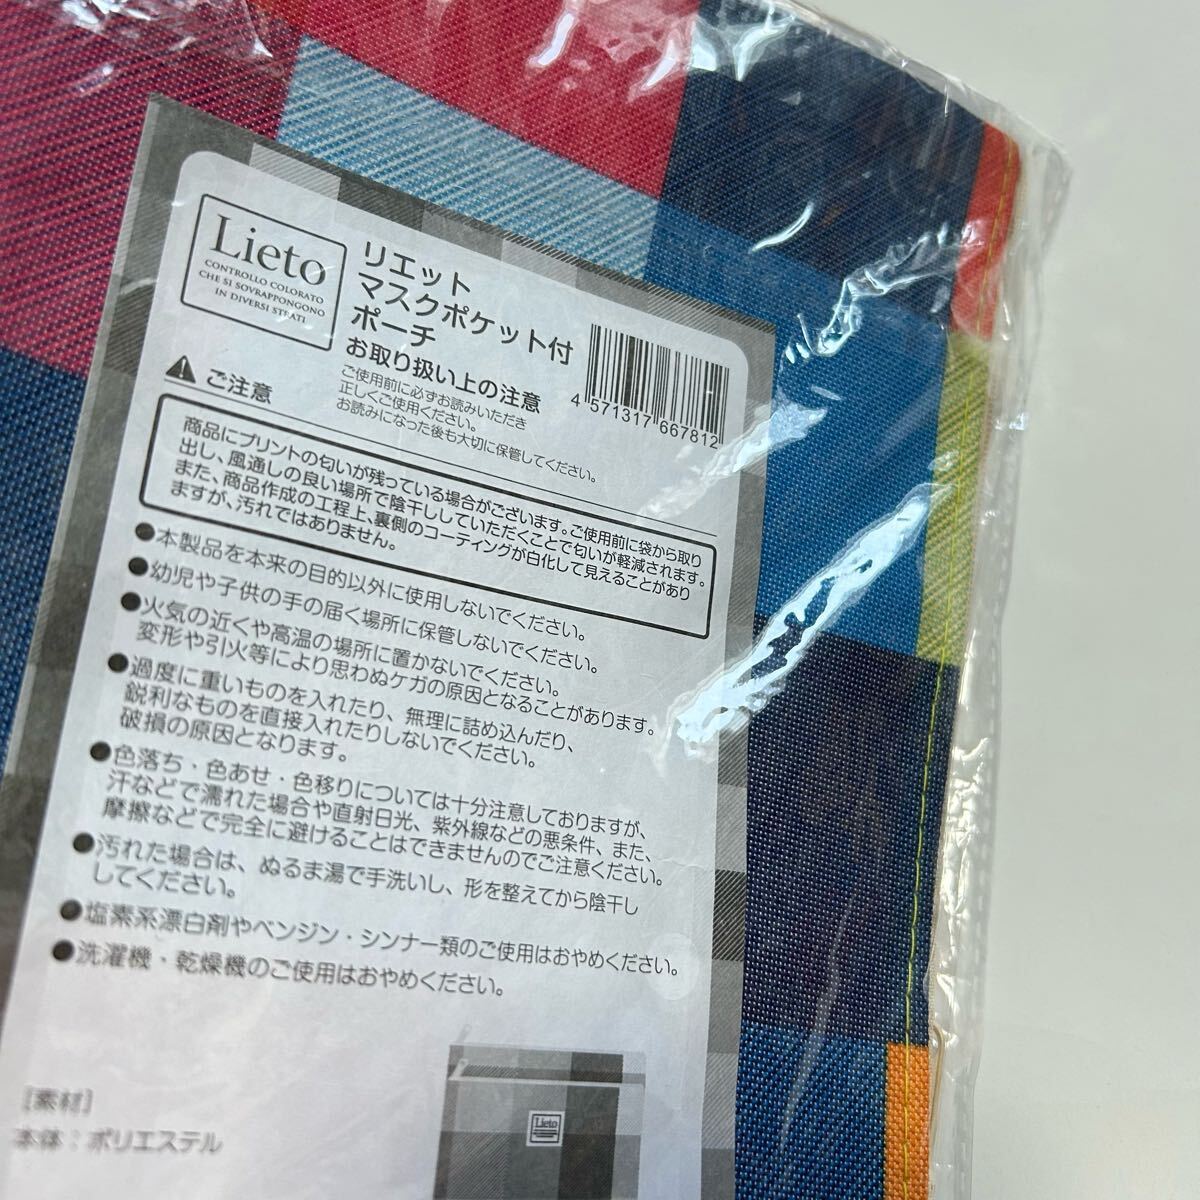 Lieto
CONTROLLO COLORATO
CHE SI SOVRAPPONGONO
IN DIVERSI STRATI
リエット
マスクポケット付
ポーチ
お取り扱い上の注意
ご使用前に必ずお読みいただき
正しくご使用ください。
お読みになった後も大切に保管してください。
4 571317 667812
ご注意
商品にプリントの匂いが残っている場合がございます。ご使用前に袋から取り
出し、風通しの良い場所で陰干ししていただくことで匂いが軽減されます。
また、商品作成の工程上、裏側のコーティングが白化して見えることがあり
ますが、汚れではありません。
●本製品を本来の目的以外に使用しないでください。
●幼児や子供の手の届く場所に保管しないでください。
●火気の近くや高温の場所に置かないでください。
変形や引火等により思わぬケガの原因となることがあります。
●過度に重いものを入れたり、無理に詰め込んだり、
鋭利なものを直接入れたりしないでください。
破損の原因となります。
●色落ち・色あせ・色移りについては十分注意しておりますが、
汗などで濡れた場合や直射日光、紫外線などの悪条件、また、
摩擦などで完全に避けることはできませんのでご注意ください。
●汚れた場合は、ぬるま湯で手洗いし、形を整えてから陰干し
してください。
●塩素系漂白剤やベンジン・シンナー類のご使用はおやめください。
●洗濯機・乾燥機のご使用はおやめください。
[素材]
本体：ポリエステル
Lieto